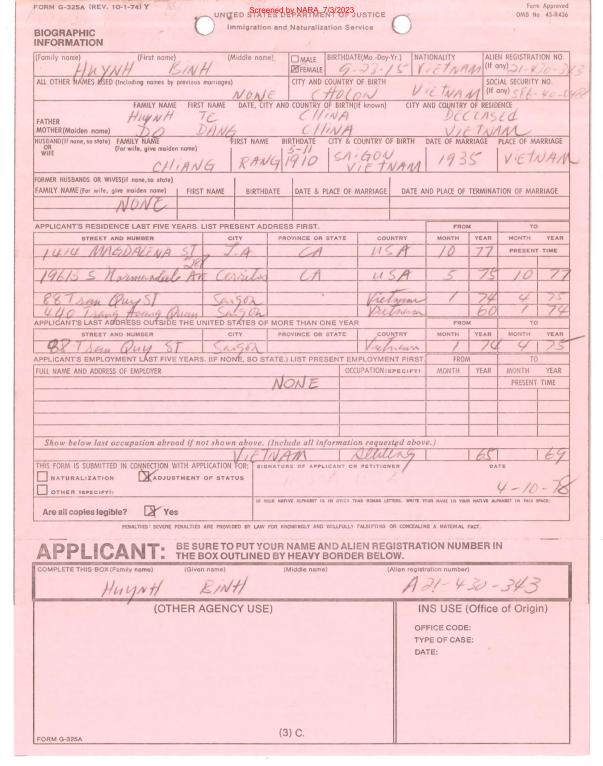 Screened by NARA, 7/3/2023
FORM G-325A (REV. 10-1-74) Y
UNITED STATES DEPARTMENT OF JUSTICE
Immigration and Naturalization Service
Form Approved
OMB No. 43-R436
BIOGRAPHIC
INFORMATION
(Family name) (First name) (Middle name) MALE FEMALE BIRTHDATE(Mo.-Day-Yr.) NATIONALITY ALIEN REGISTRATION NO. (If any)
HUYNH BINH 9-23-15 VIETNAM 21-430-343
ALL OTHER NAMES USED (Including names by previous marriages) CITY AND COUNTRY OF BIRTH SOCIAL SECURITY NO. (If any)
NONE CHOLON VIETNAM
FAMILY NAME FIRST NAME DATE, CITY AND COUNTRY OF BIRTH(If known) CITY AND COUNTRY OF RESIDENCE
FATHER HUYNH TE CHINA DECEASED
MOTHER(Maiden name) DO DANG CHINA VIETNAM
HUSBAND(If none, so state) OR WIFE FAMILY NAME (For wife, give maiden name) FIRST NAME BIRTHDATE CITY & COUNTRY OF BIRTH DATE OF MARRIAGE PLACE OF MARRIAGE
CHIANG RANG 5-11 1910 SAIGON VIETNAM 1935 VIETNAM
FORMER HUSBANDS OR WIVES(if none, so state)
FAMILY NAME (For wife, give maiden name) FIRST NAME BIRTHDATE DATE & PLACE OF MARRIAGE DATE AND PLACE OF TERMINATION OF MARRIAGE
NONE
APPLICANT'S RESIDENCE LAST FIVE YEARS. LIST PRESENT ADDRESS FIRST. FROM TO
STREET AND NUMBER CITY PROVINCE OR STATE COUNTRY MONTH YEAR MONTH YEAR
1414 MAGDALENA ST L.A CA USA 10 77 PRESENT TIME
19615 S Normandale Ave Cerritos CA USA 5 75 10 77
88 Tran Quy ST Saigon Vietnam 1 74 4 75
440 Trang Hoang Quan Saigon Vietnam 60 1 74
APPLICANT'S LAST ADDRESS OUTSIDE THE UNITED STATES OF MORE THAN ONE YEAR FROM TO
STREET AND NUMBER CITY PROVINCE OR STATE COUNTRY MONTH YEAR MONTH YEAR
88 Tran Quy ST Saigon Vietnam 1 74 4 75
APPLICANT'S EMPLOYMENT LAST FIVE YEARS. (IF NONE, SO STATE.) LIST PRESENT EMPLOYMENT FIRST. FROM TO
FULL NAME AND ADDRESS OF EMPLOYER OCCUPATION (SPECIFY) MONTH YEAR MONTH YEAR
NONE PRESENT TIME
Show below last occupation abroad if not shown above. (Include all information requested above.)
VIETNAM 65 69
THIS FORM IS SUBMITTED IN CONNECTION WITH APPLICATION FOR: SIGNATURE OF APPLICANT OR PETITIONER DATE
NATURALIZATION X ADJUSTMENT OF STATUS
OTHER (SPECIFY): 4-10-78
IF YOUR NATIVE ALPHABET IS IN OTHER THAN ROMAN LETTERS, WRITE YOUR NAME IN YOUR NATIVE ALPHABET IN THIS SPACE:
Are all copies legible? X Yes
PENALTIES: SEVERE PENALTIES ARE PROVIDED BY LAW FOR KNOWINGLY AND WILLFULLY FALSIFYING OR CONCEALING A MATERIAL FACT.
APPLICANT: BE SURE TO PUT YOUR NAME AND ALIEN REGISTRATION NUMBER IN
THE BOX OUTLINED BY HEAVY BORDER BELOW.
COMPLETE THIS BOX (Family name) (Given name) (Middle name) (Alien registration number)
HUYNH BINH A21-430-343
(OTHER AGENCY USE) INS USE (Office of Origin)
OFFICE CODE:
TYPE OF CASE:
DATE:
(3) C.
FORM G-325A